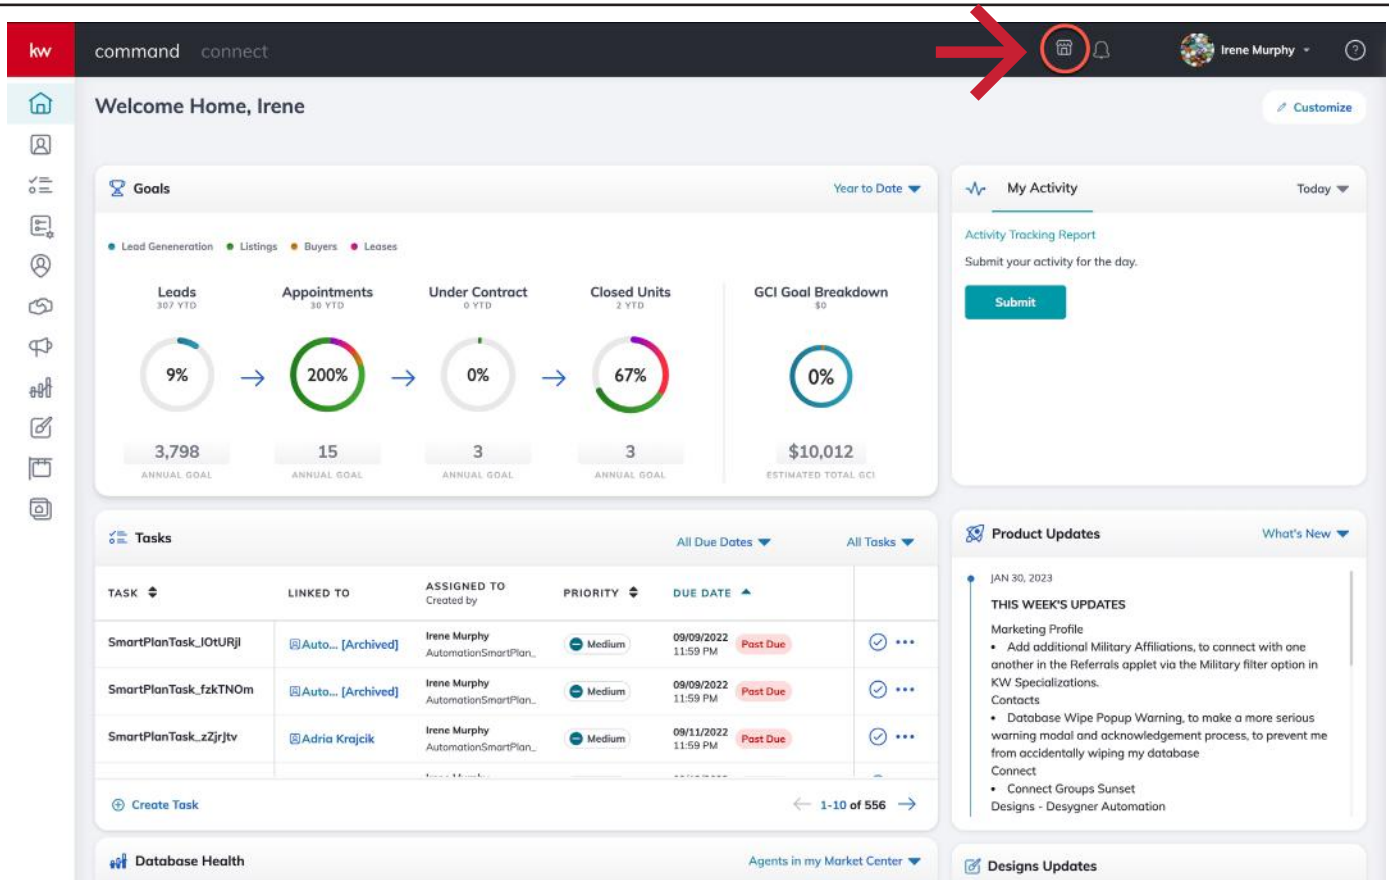 kw
command connect
Irene Murphy
?
Welcome Home, Irene
Customize
Goals
Year to Date
Lead Geneneration Listings Buyers Leases
Leads
307 YTD
9%
3,798
ANNUAL GOAL
Appointments
30 YTD
200%
15
ANNUAL GOAL
Under Contract
0 YTD
0%
3
ANNUAL GOAL
Closed Units
2 YTD
67%
3
ANNUAL GOAL
GCI Goal Breakdown
$0
0%
$10,012
ESTIMATED TOTAL GCI
My Activity
Today
Activity Tracking Report
Submit your activity for the day.
Submit
Tasks
All Due Dates
All Tasks
TASK
LINKED TO
ASSIGNED TO
Created by
PRIORITY
DUE DATE
SmartPlanTask_lOtURjl
Auto... [Archived]
Irene Murphy
AutomationSmartPlan_
Medium
09/09/2022
11:59 PM
Past Due
SmartPlanTask_fzkTNOm
Auto... [Archived]
Irene Murphy
AutomationSmartPlan_
Medium
09/09/2022
11:59 PM
Past Due
SmartPlanTask_zZjrJtv
Adria Krajcik
Irene Murphy
AutomationSmartPlan_
Medium
09/11/2022
11:59 PM
Past Due
Create Task
1-10 of 556
Product Updates
What's New
JAN 30, 2023
THIS WEEK'S UPDATES
Marketing Profile
• Add additional Military Affiliations, to connect with one
another in the Referrals applet via the Military filter option in
KW Specializations.
Contacts
• Database Wipe Popup Warning, to make a more serious
warning modal and acknowledgement process, to prevent me
from accidentally wiping my database
Connect
• Connect Groups Sunset
Designs - Desygner Automation
Database Health
Agents in my Market Center
Designs Updates